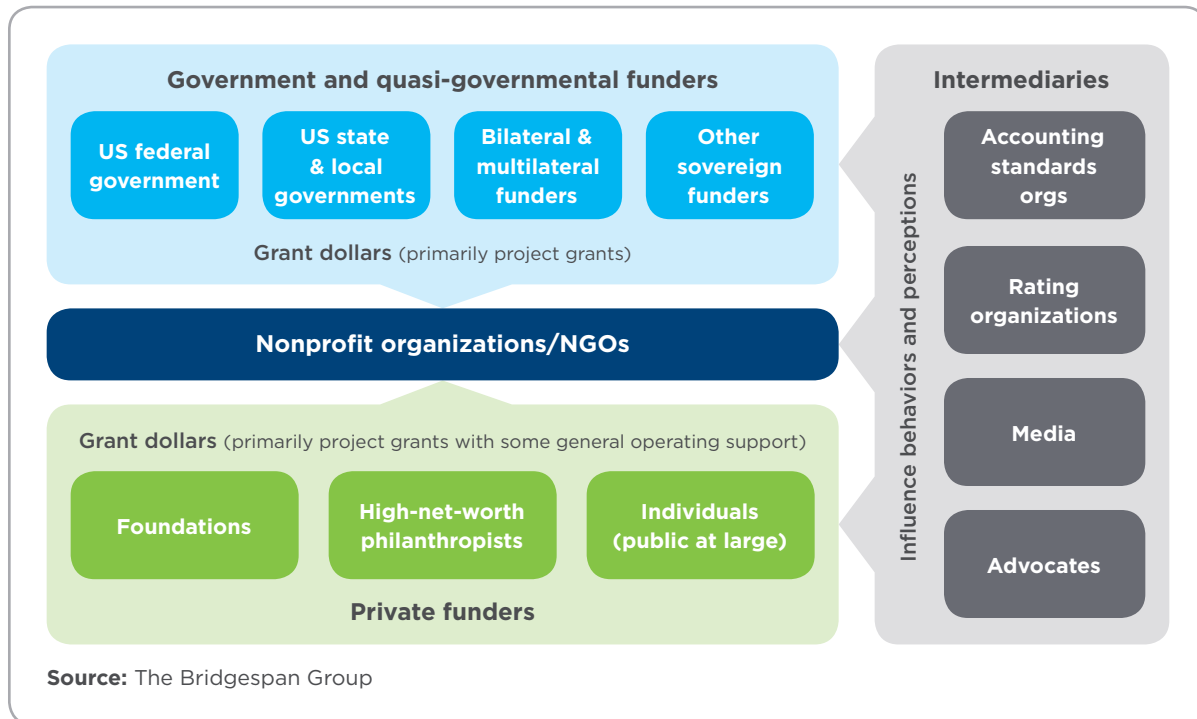 Government and quasi-governmental funders
US federal
government
US state
& local
governments
Bilateral &
multilateral
funders
Other
sovereign
funders
Grant dollars (primarily project grants)
Nonprofit organizations/NGOs
Grant dollars (primarily project grants with some general operating support)
Foundations
High-net-worth
philanthropists
Individuals
(public at large)
Private funders
Influence behaviors and perceptions
Intermediaries
Accounting
standards
orgs
Rating
organizations
Media
Advocates
Source: The Bridgespan Group